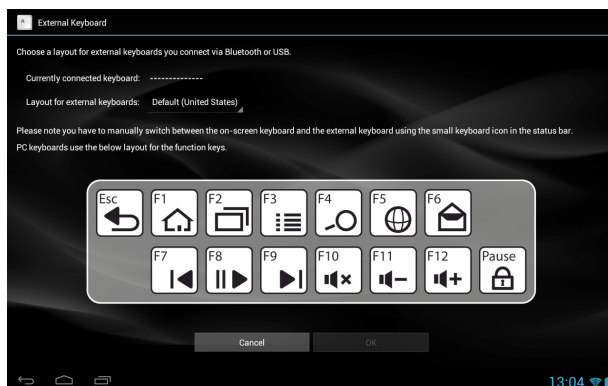 A
External Keyboard
Choose a layout for external keyboards you connect via Bluetooth or USB.
Currently connected keyboard: --------------
Layout for external keyboards: Default (United States)
Please note you have to manually switch between the on-screen keyboard and the external keyboard using the small keyboard icon in the status bar.
PC keyboards use the below layout for the function keys.
Esc F1 F2 F3 F4 F5 F6
F7 F8 F9 F10 F11 F12 Pause
Cancel OK
13:04